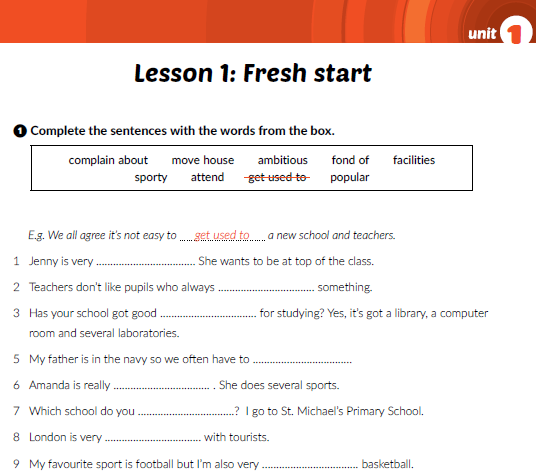 unit 1
Lesson 1: Fresh start
1 Complete the sentences with the words from the box.
complain about move house ambitious fond of facilities
sporty attend get used to popular
E.g. We all agree it's not easy to .....get used to..... a new school and teachers.
1 Jenny is very .................................. She wants to be at top of the class.
2 Teachers don't like pupils who always .................................. something.
3 Has your school got good .................................. for studying? Yes, it's got a library, a computer
room and several laboratories.
5 My father is in the navy so we often have to ..................................
6 Amanda is really .................................. . She does several sports.
7 Which school do you ..................................? I go to St. Michael's Primary School.
8 London is very .................................. with tourists.
9 My favourite sport is football but I'm also very .................................. basketball.